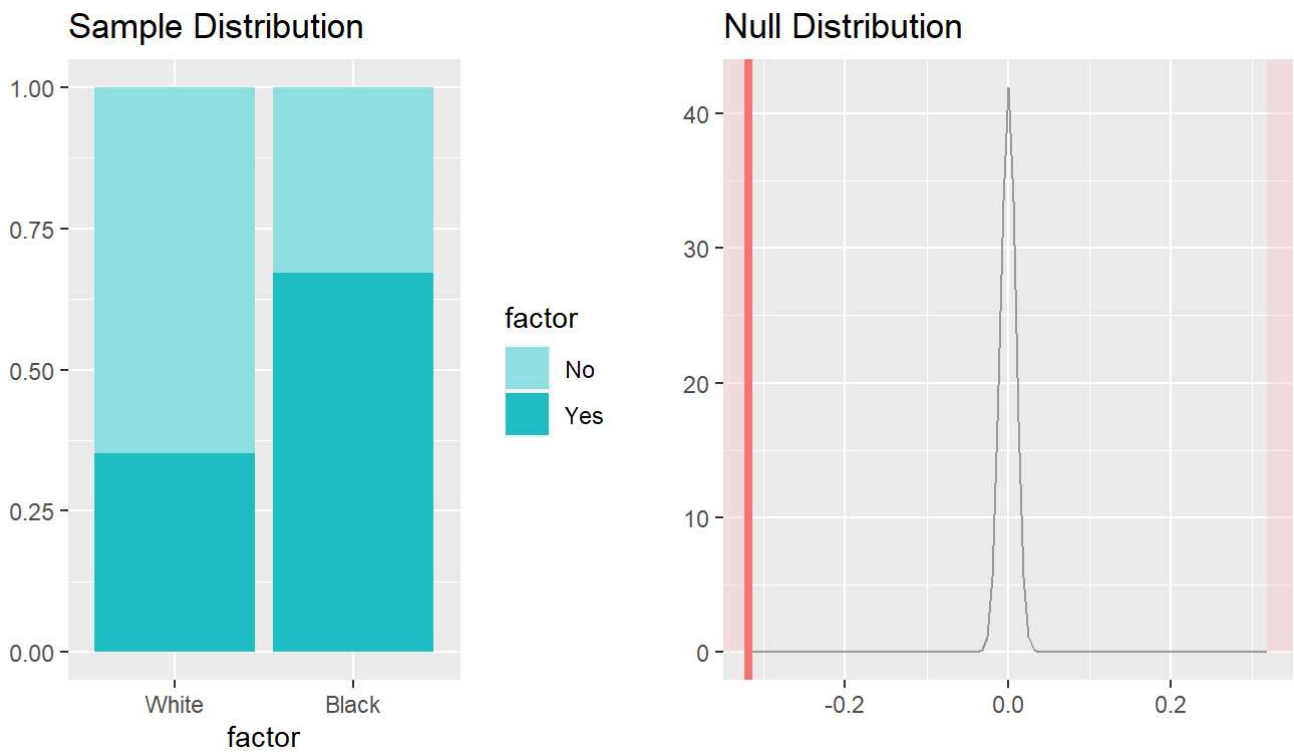 Sample Distribution
1.00
0.75
0.50
0.25
0.00
White Black
factor
factor
No
Yes
Null Distribution
40
30
20
10
0
-0.2 0.0 0.2